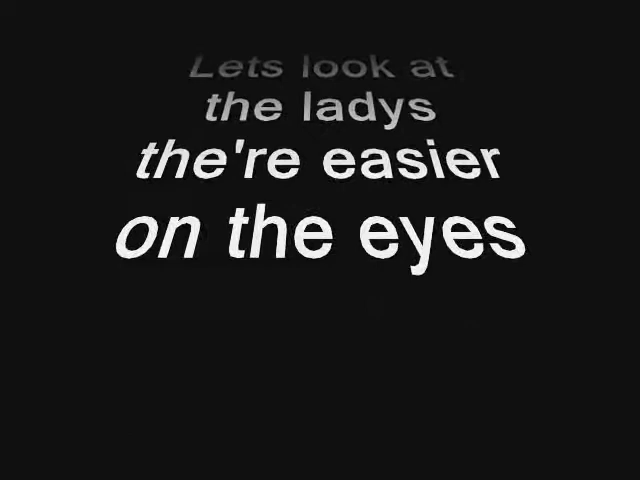 Lets look at
the ladys
the're easier
on the eyes